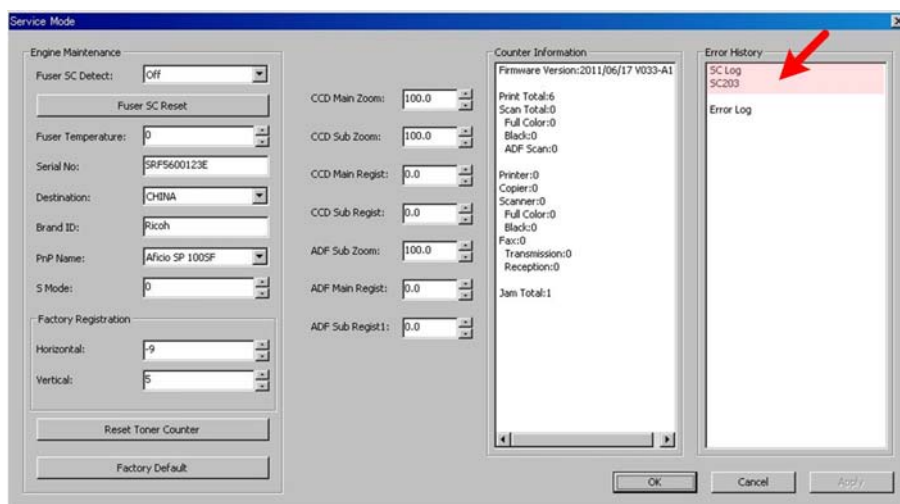 Service Mode
Engine Maintenance
Fuser SC Detect: Off
Fuser SC Reset
Fuser Temperature: 0
Serial No: SRF5600123E
Destination: CHINA
Brand ID: Ricoh
PnP Name: Aficio SP 100SF
S Mode: 0
Factory Registration
Horizontal: -9
Vertical: 5
Reset Toner Counter
Factory Default
CCD Main Zoom: 100.0
CCD Sub Zoom: 100.0
CCD Main Regist: 0.0
CCD Sub Regist: 0.0
ADF Sub Zoom: 100.0
ADF Main Regist: 0.0
ADF Sub Regist1: 0.0
Counter Information
Firmware Version:2011/06/17 V033-A1
Print Total:6
Scan Total:0
Full Color:0
Black:0
ADF Scan:0
Printer:0
Copier:0
Scanner:0
Full Color:0
Black:0
Fax:0
Transmission:0
Reception:0
Jam Total:1
Error History
SC Log
SC203
Error Log
OK
Cancel
Apply